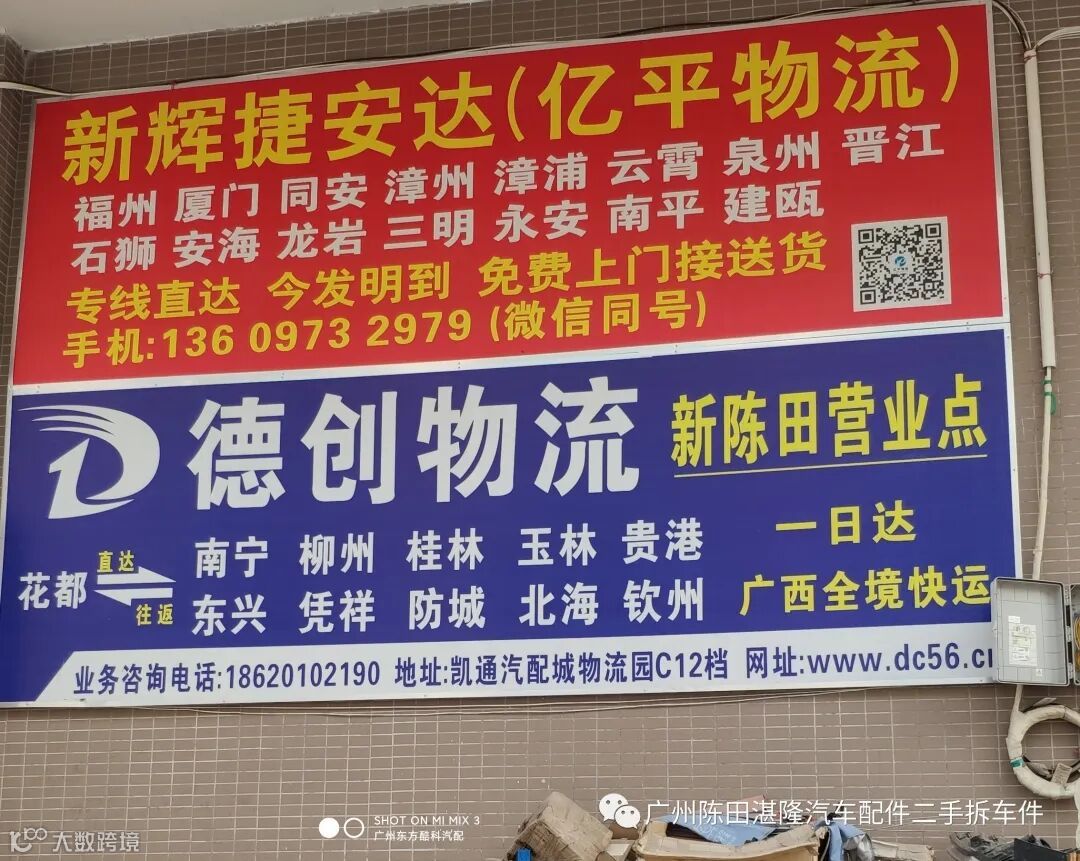 新辉捷安达(亿平物流)
福州 厦门 同安 漳州 漳浦 云霄 泉州 晋江
石狮 安海 龙岩 三明 永安 南平 建瓯
专线直达 今发明到 免费上门接送货
手机:136 0973 2979 (微信同号)
德创物流 新陈田营业点
花都 直达 往返
南宁 柳州 桂林 玉林 贵港 一日达
东兴 凭祥 防城 北海 钦州 广西全境快运
业务咨询电话:18620102190 地址:凯通汽配城物流园C12档 网址:www.dc56.cn
广州陈田湛隆汽车配件二手拆车件
SHOT ON MI MIX 3
广州东方酷科汽配
大数跨境